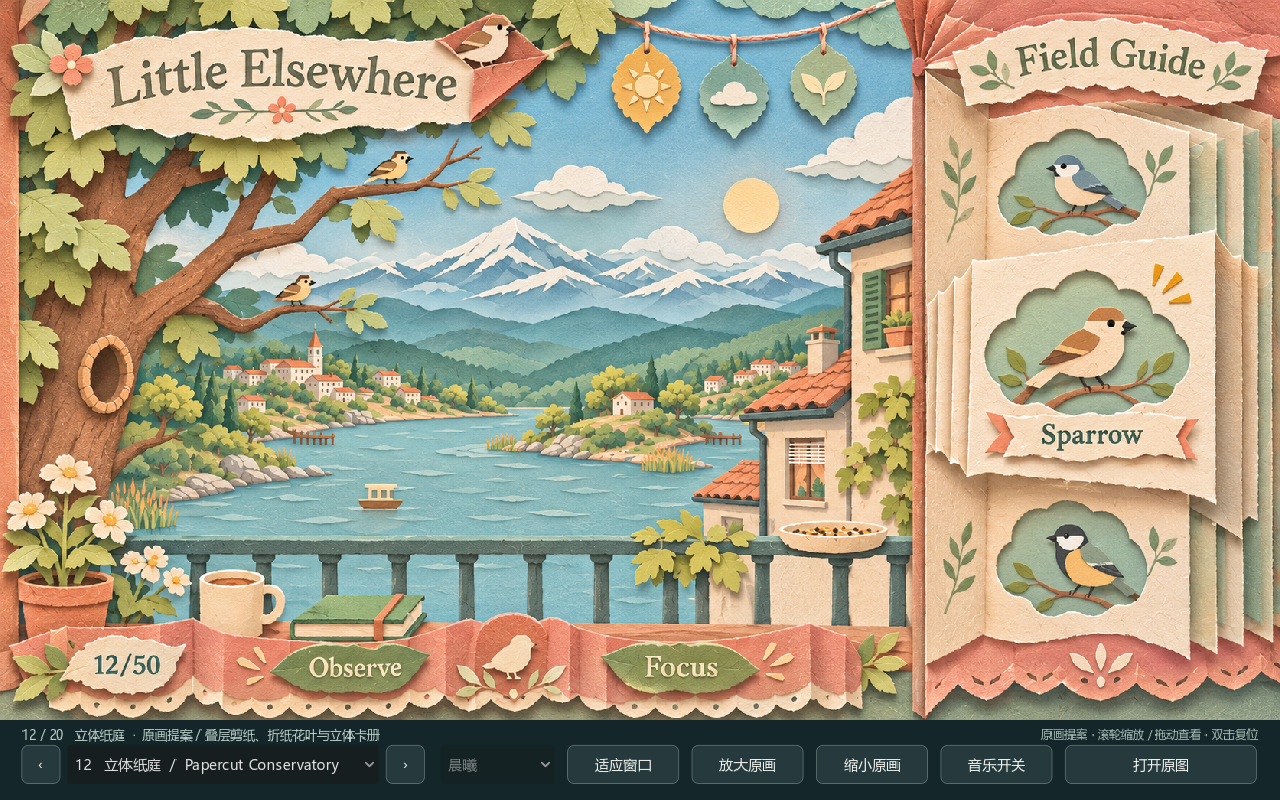 Little Elsewhere
Field Guide
Sparrow
12/50
Observe
Focus
12 / 20 立体纸庭 · 原画提案 / 叠层剪纸、折纸花叶与立体卡册
原画提案 · 滚轮缩放 / 拖动查看 · 双击复位
‹
12 立体纸庭 / Papercut Conservatory
›
晨曦
适应窗口
放大原画
缩小原画
音乐开关
打开原图